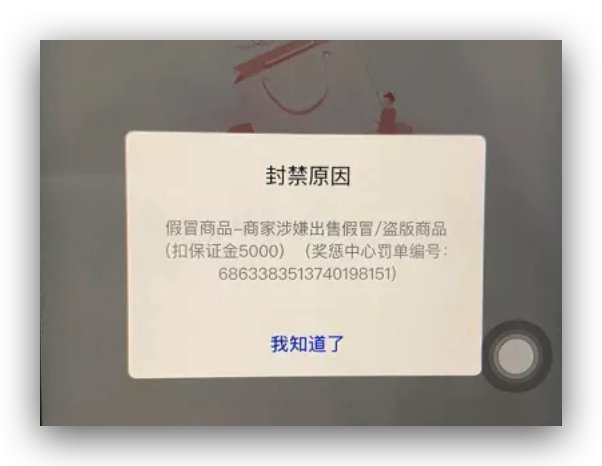 封禁原因
假冒商品-商家涉嫌出售假冒/盗版商品
(扣保证金5000) (奖惩中心罚单编号:
6863383513740198151)
我知道了